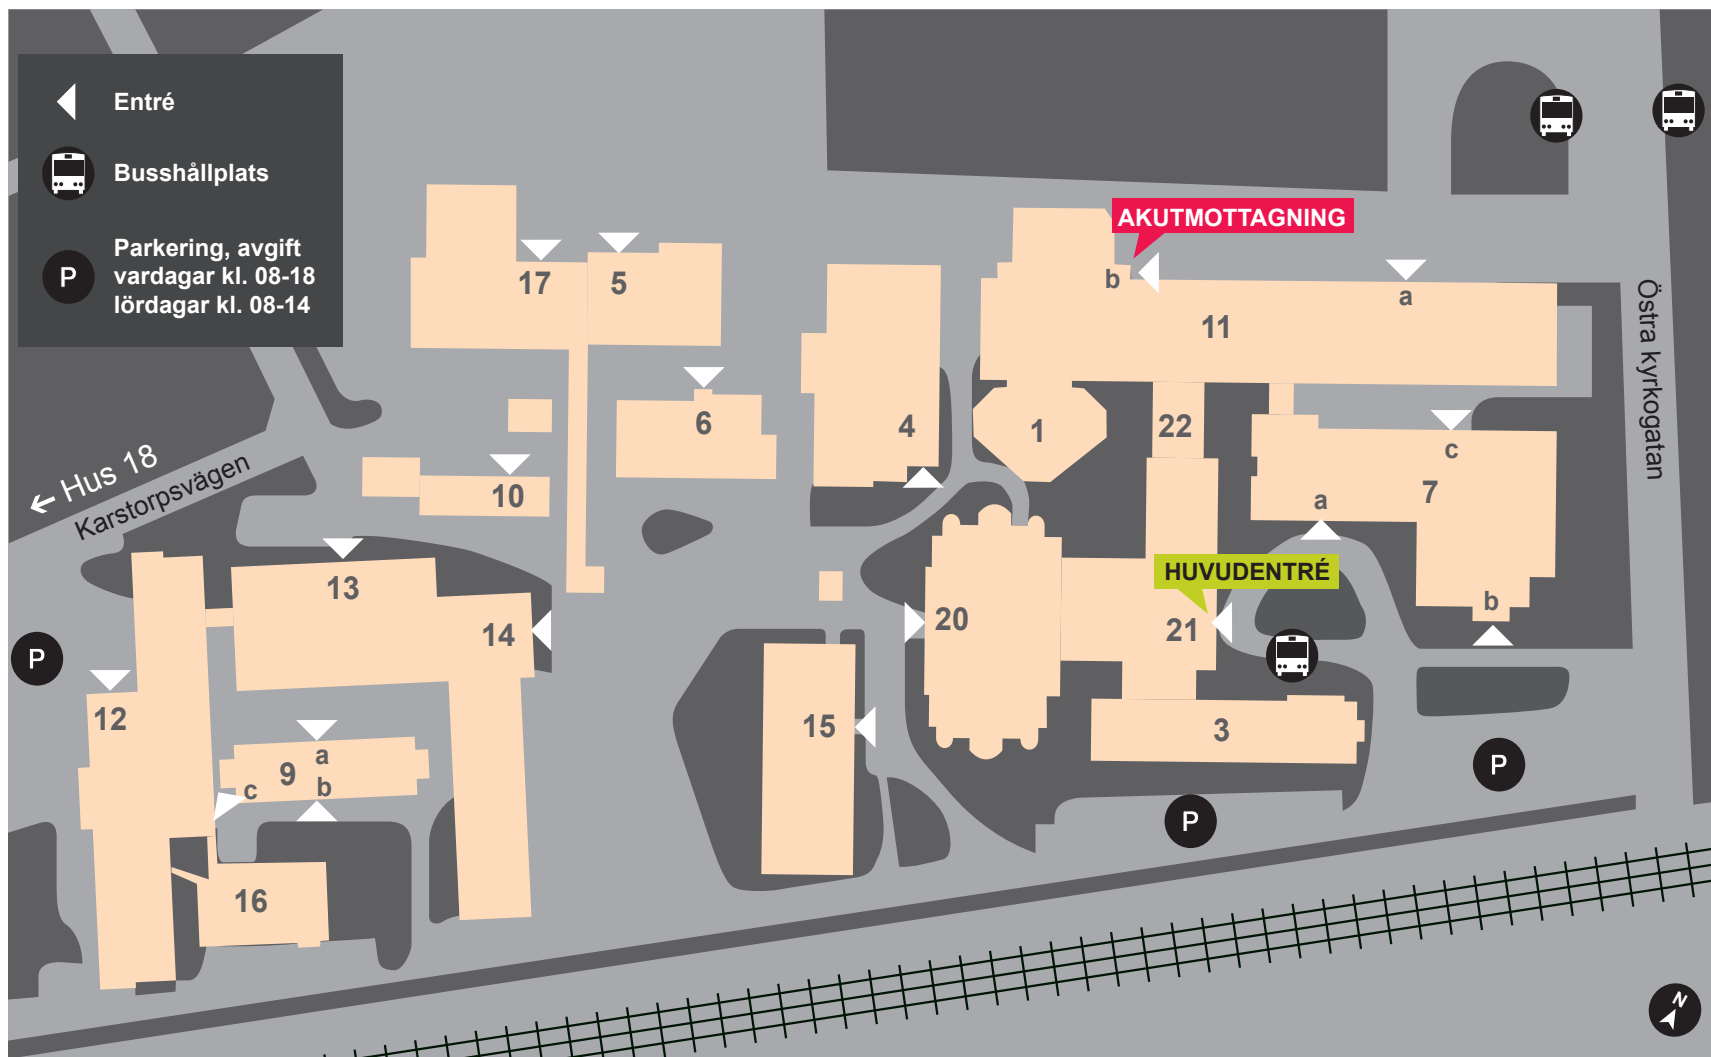 Entré
Busshållplats
P
Parkering, avgift
vardagar kl. 08-18
lördagar kl. 08-14
AKUTMOTTAGNING
b
a
17
5
11
Östra kyrkogatan
6
4
1
22
c
7
a
← Hus 18
Karstorpsvägen
10
HUVUDENTRÉ
13
b
14
20
21
P
12
15
3
a
9
b
c
P
P
16
N